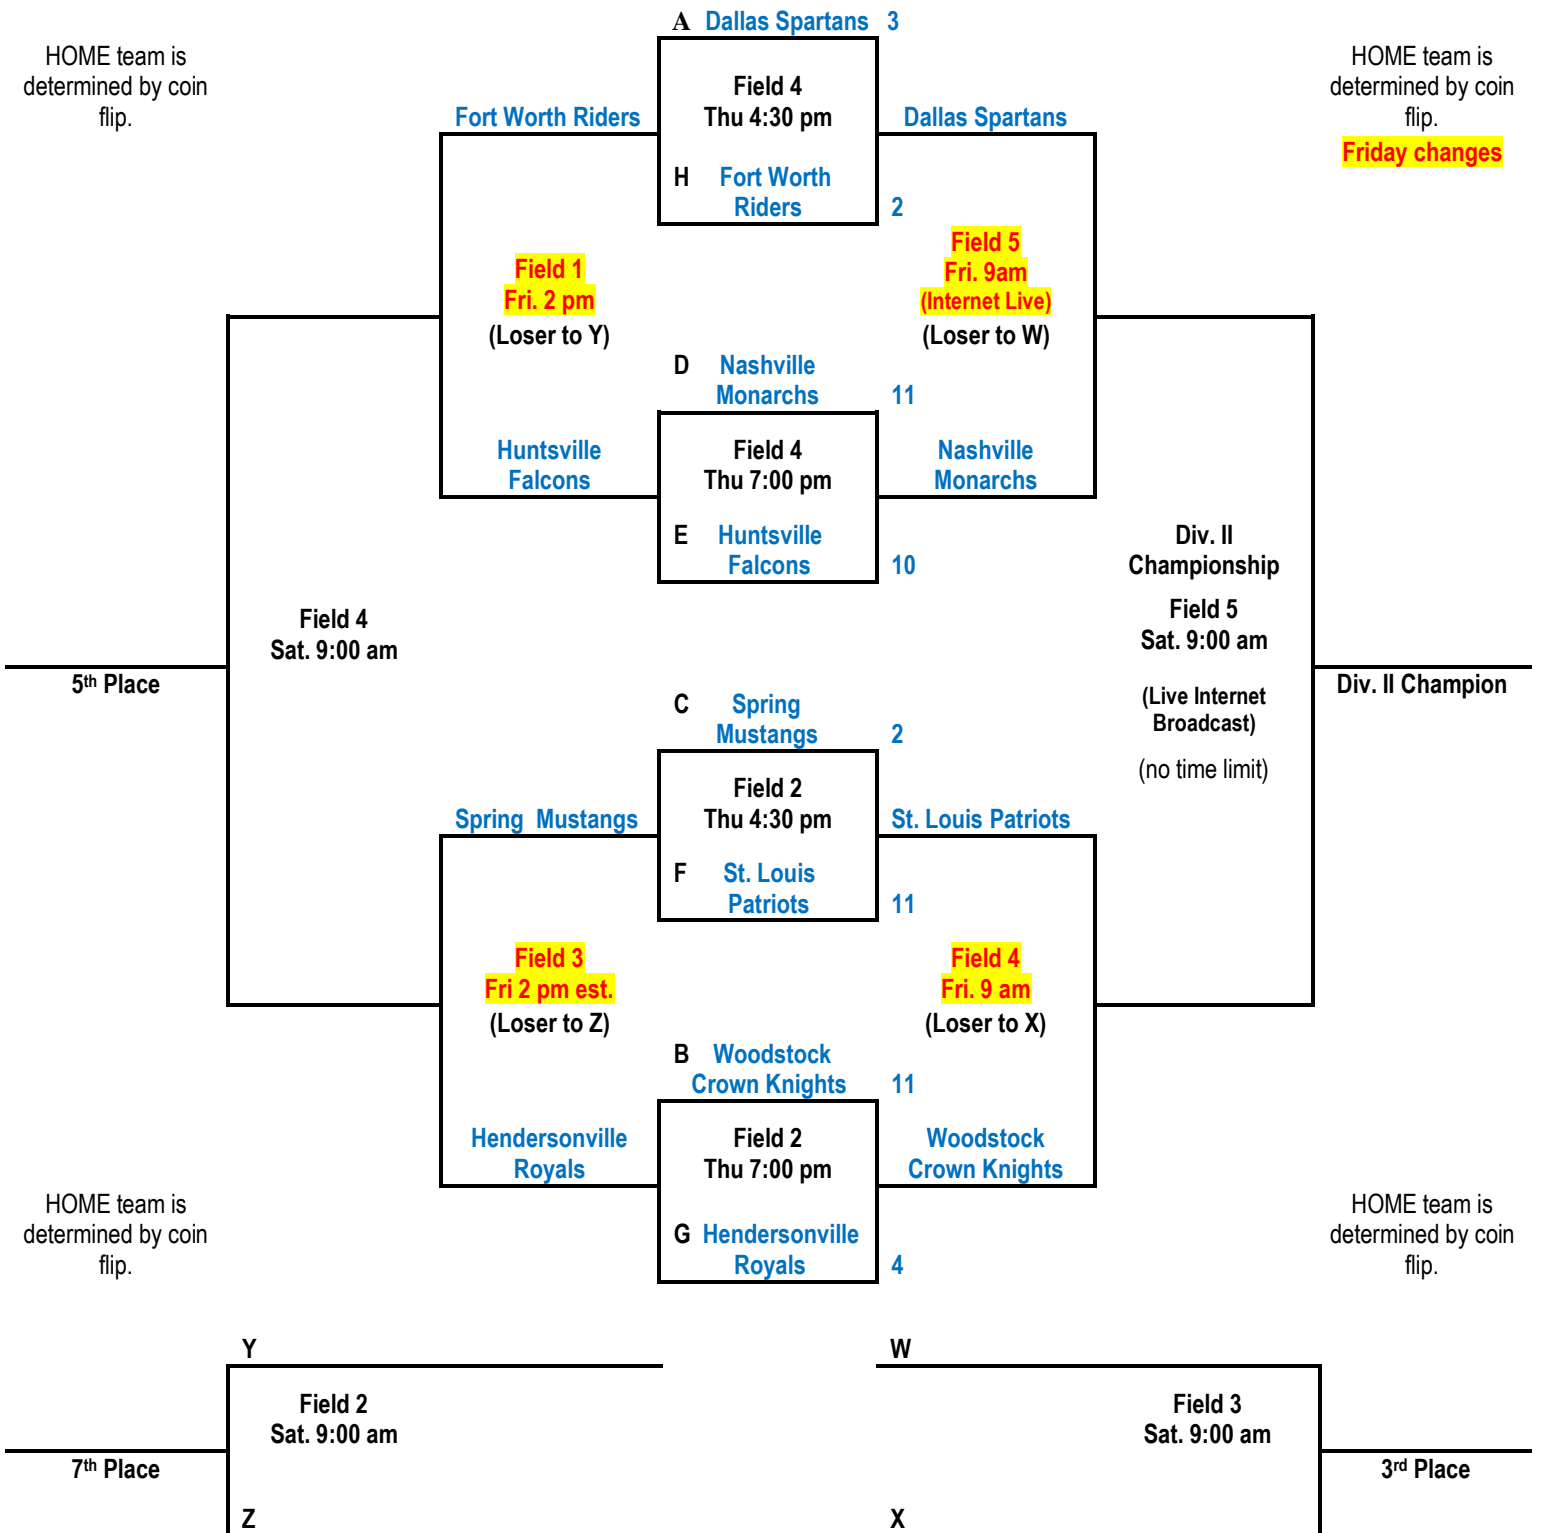 A Dallas Spartans 3
HOME team is
determined by coin
flip.
HOME team is
determined by coin
flip.
Friday changes
Field 4
Thu 4:30 pm
Fort Worth Riders
Dallas Spartans
H Fort Worth
Riders 2
Field 1
Fri. 2 pm
(Loser to Y)
Field 5
Fri. 9am
(Internet Live)
(Loser to W)
D Nashville
Monarchs 11
Huntsville
Falcons
Field 4
Thu 7:00 pm
Nashville
Monarchs
E Huntsville
Falcons 10
Div. II
Championship
Field 5
Sat. 9:00 am
(Live Internet
Broadcast)
(no time limit)
Field 4
Sat. 9:00 am
5th Place
Div. II Champion
C Spring
Mustangs 2
Field 2
Thu 4:30 pm
Spring Mustangs
St. Louis Patriots
F St. Louis
Patriots 11
Field 3
Fri 2 pm est.
(Loser to Z)
Field 4
Fri. 9 am
(Loser to X)
B Woodstock
Crown Knights 11
Hendersonville
Royals
Field 2
Thu 7:00 pm
Woodstock
Crown Knights
G Hendersonville
Royals 4
HOME team is
determined by coin
flip.
HOME team is
determined by coin
flip.
Y
Field 2
Sat. 9:00 am
7th Place
Z
W
Field 3
Sat. 9:00 am
3rd Place
X